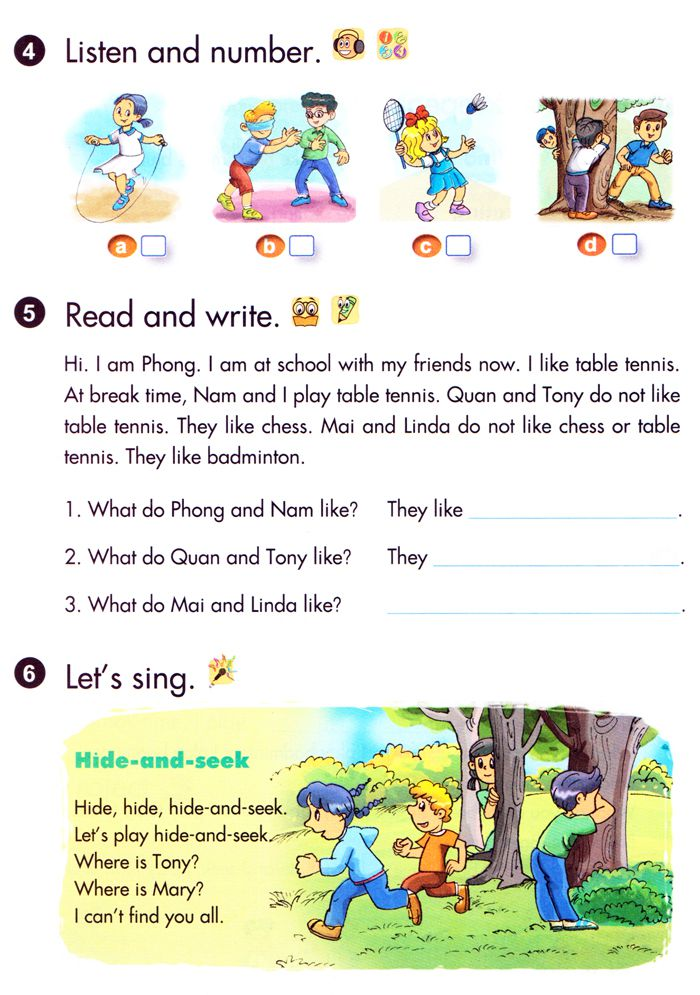 4 Listen and number.
a b c d
5 Read and write.
Hi. I am Phong. I am at school with my friends now. I like table tennis.
At break time, Nam and I play table tennis. Quan and Tony do not like
table tennis. They like chess. Mai and Linda do not like chess or table
tennis. They like badminton.
1. What do Phong and Nam like? They like ____________________.
2. What do Quan and Tony like? They ____________________.
3. What do Mai and Linda like? ____________________.
6 Let's sing.
Hide-and-seek
Hide, hide, hide-and-seek.
Let's play hide-and-seek.
Where is Tony?
Where is Mary?
I can't find you all.